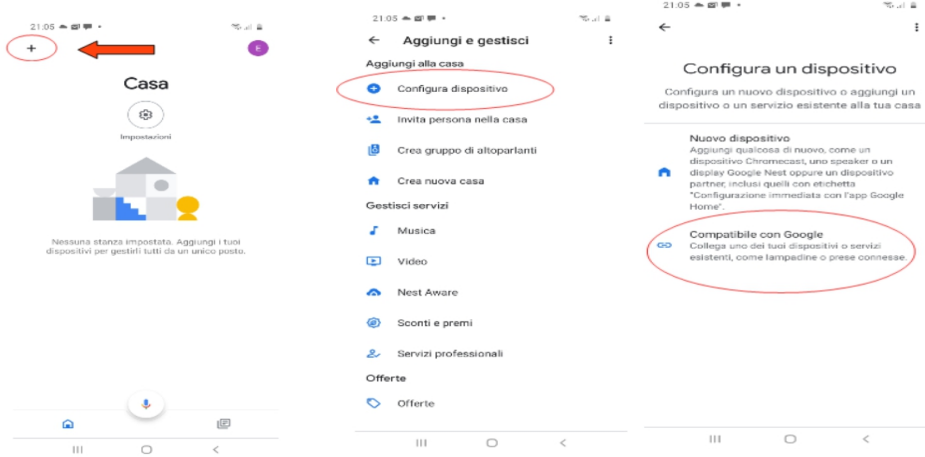 21:05
+
E
Casa
Impostazioni
Nessuna stanza impostata. Aggiungi i tuoi
dispositivi per gestirli tutti da un unico posto.
21:05
Aggiungi e gestisci
Aggiungi alla casa
Configura dispositivo
Invita persona nella casa
Crea gruppo di altoparlanti
Crea nuova casa
Gestisci servizi
Musica
Video
Nest Aware
Sconti e premi
Servizi professionali
Offerte
Offerte
21:05
Configura un dispositivo
Configura un nuovo dispositivo o aggiungi un
dispositivo o un servizio esistente alla tua casa
Nuovo dispositivo
Aggiungi qualcosa di nuovo, come un
dispositivo Chromecast, uno speaker o un
display Google Nest oppure un dispositivo
partner, inclusi quelli con etichetta
"Configurazione immediata con l'app Google
Home".
Compatibile con Google
Collega uno dei tuoi dispositivi o servizi
esistenti, come lampadine o prese connesse.